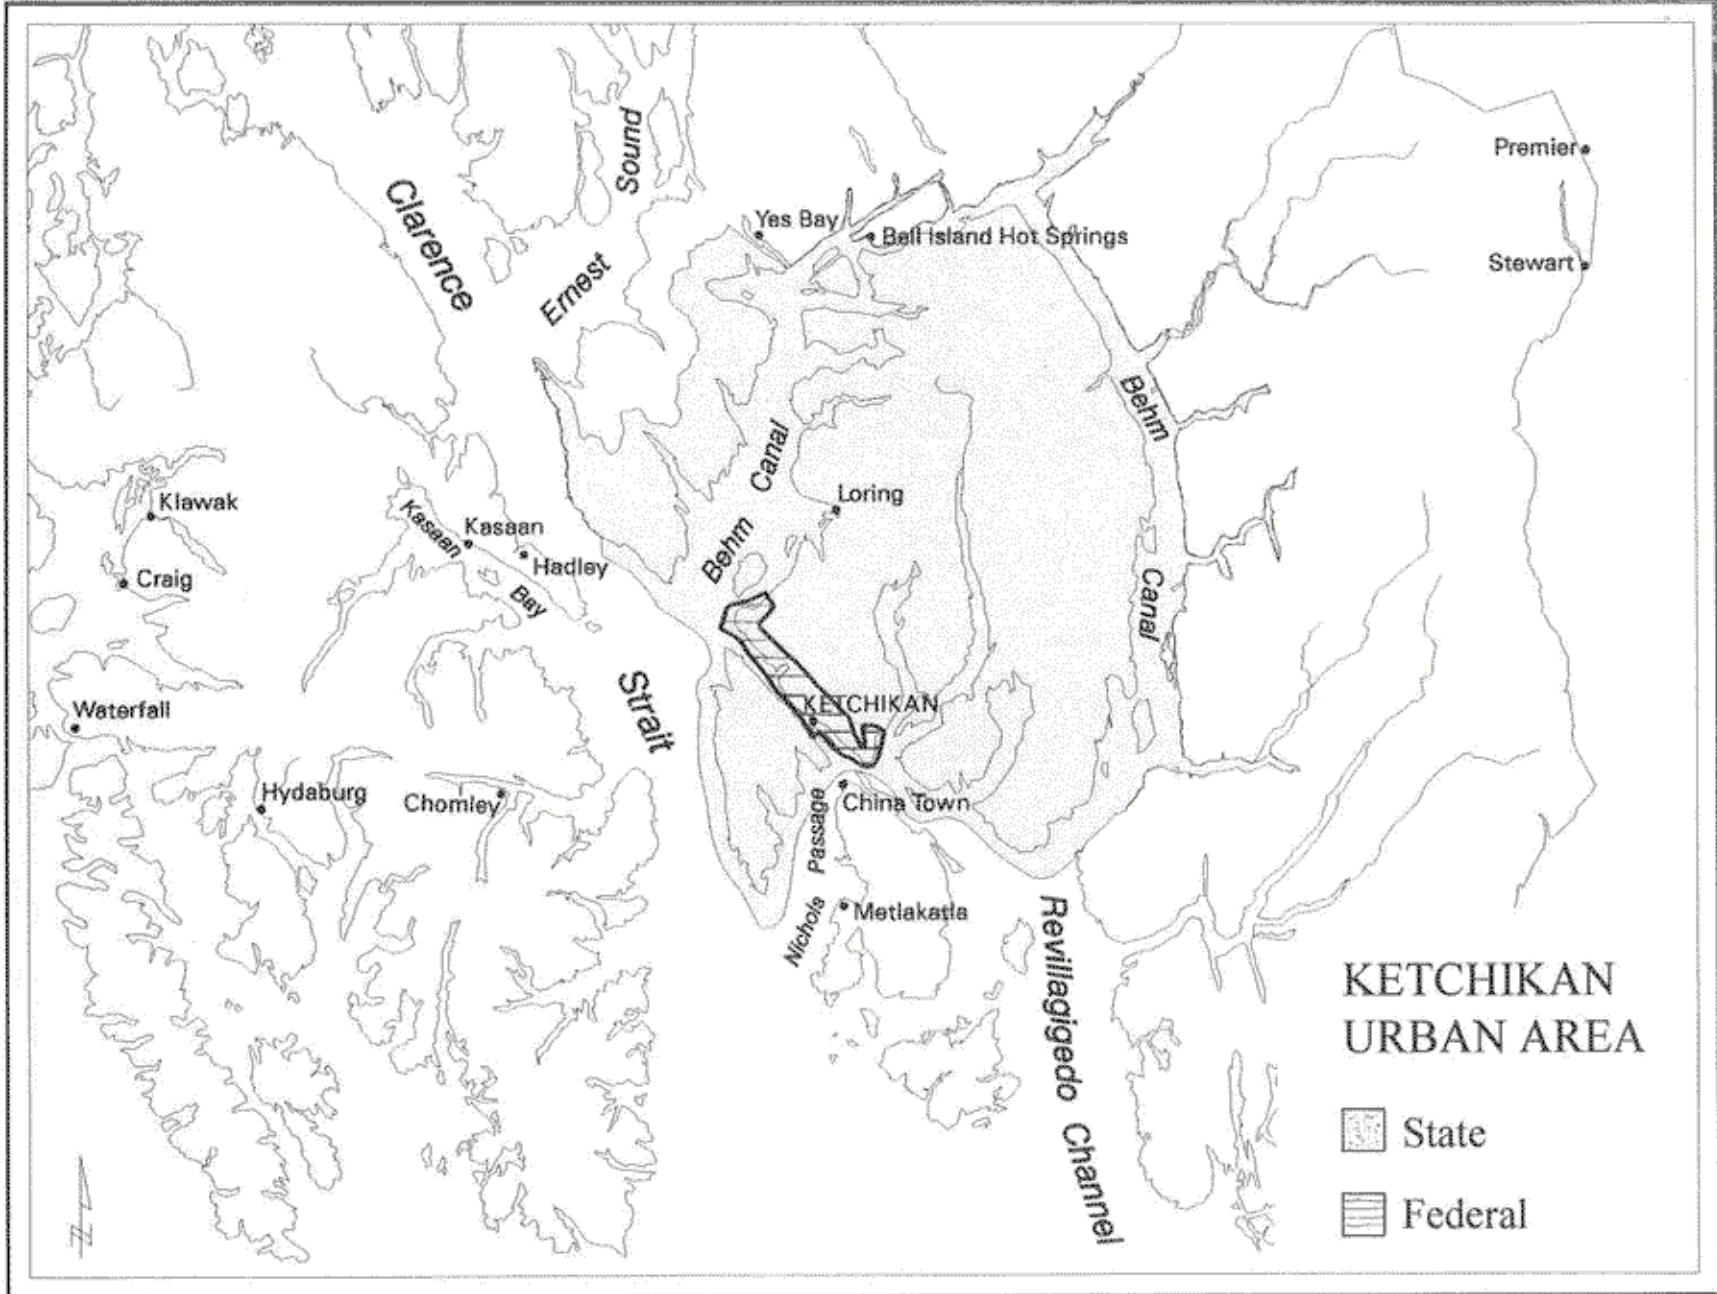 Sound
Premier
Clarence
Yes Bay
Bell Island Hot Springs
Stewart
Ernest
Behm
Canal
Klawak
Loring
Kasaan
Kasaan
Behm
Hadley
Craig
Bay
Canal
Strait
KETCHIKAN
Waterfall
Hydaburg
Chomley
China Town
Nichols Passage
Metlakatla
Revillagigedo Channel
KETCHIKAN
URBAN AREA
State
Federal
N